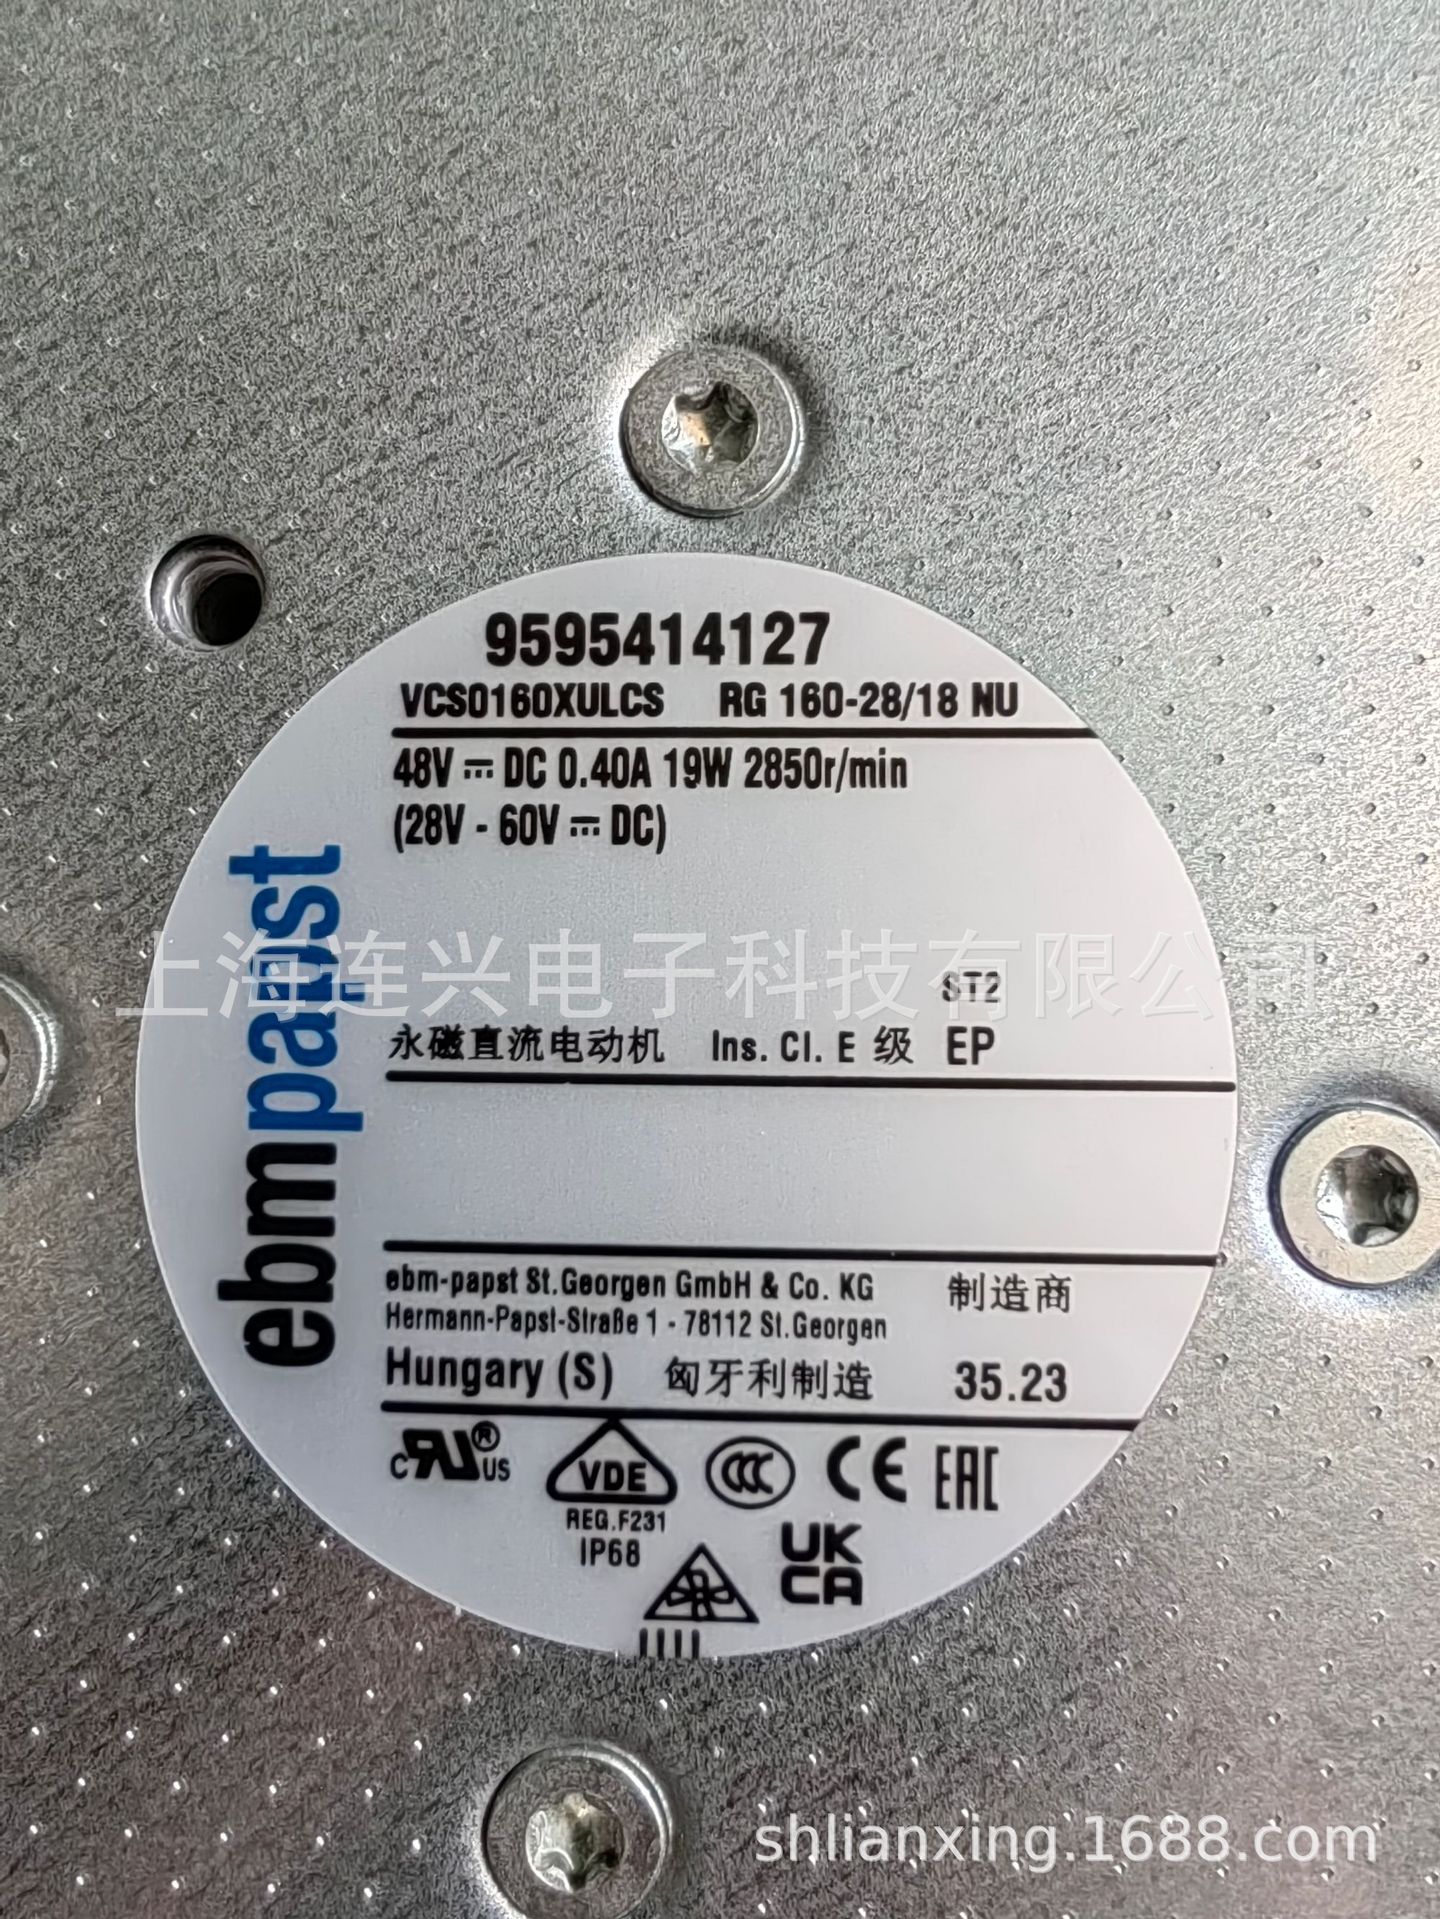 9595414127
VCS0160XULCS RG 160-28/18 NU
48V ⎓ DC 0.40A 19W 2850r/min
(28V - 60V ⎓ DC)
ebmpapst
上海连兴电子科技有限公司
ST2
永磁直流电动机 Ins. Cl. E 级 EP
ebm-papst St.Georgen GmbH & Co. KG 制造商
Hermann-Papst-Straße 1 - 78112 St.Georgen
Hungary (S) 匈牙利制造 35.23
c RU ® US VDE CCC CE EAC
REG.F231
IP68
UK
CA
shlianxing.1688.com